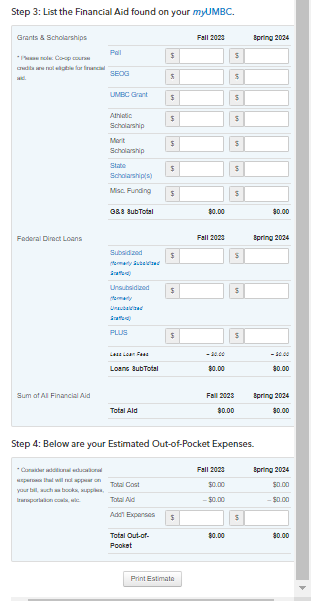 Step 3: List the Financial Aid found on your myUMBC.
Grants & Scholarships Fall 2023 Spring 2024
* Please note: Co-op course
credits are not eligible for financial
aid.
Pell $ $
SEOG $ $
UMBC Grant $ $
Athletic
Scholarship $ $
Merit
Scholarship $ $
State
Scholarship(s) $ $
Misc. Funding $ $
G&S SubTotal $0.00 $0.00
Federal Direct Loans Fall 2023 Spring 2024
Subsidized $ $
(formerly Subsidized
Stafford)
Unsubsidized $ $
(formerly
Unsubsidized
Stafford)
PLUS $ $
Less Loan Fees - $0.00 - $0.00
Loans SubTotal $0.00 $0.00
Sum of All Financial Aid Fall 2023 Spring 2024
Total Aid $0.00 $0.00
Step 4: Below are your Estimated Out-of-Pocket Expenses.
* Consider additional educational
expenses that will not appear on
your bill, such as books, supplies,
transportation costs, etc.
Fall 2023 Spring 2024
Total Cost $0.00 $0.00
Total Aid - $0.00 - $0.00
Add'l Expenses $ $
Total Out-of-
Pocket $0.00 $0.00
Print Estimate